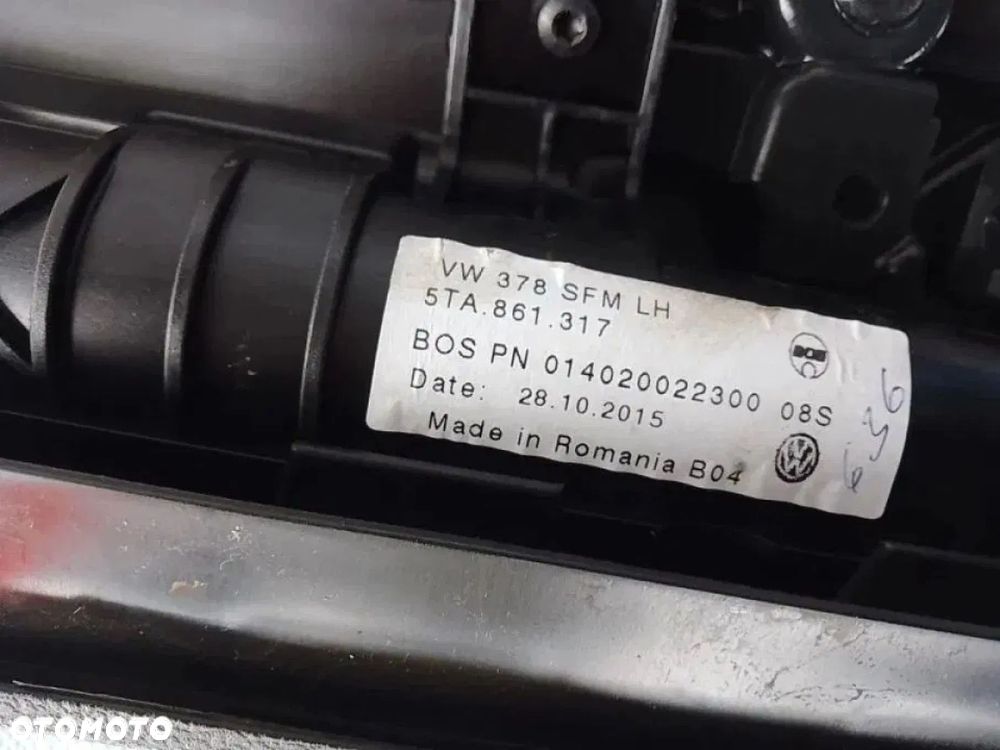 VW 378 SFM LH
5TA.861.317
BOS PN 014020022300 08S
Date: 28.10.2015
Made in Romania B04
OTOMOTO